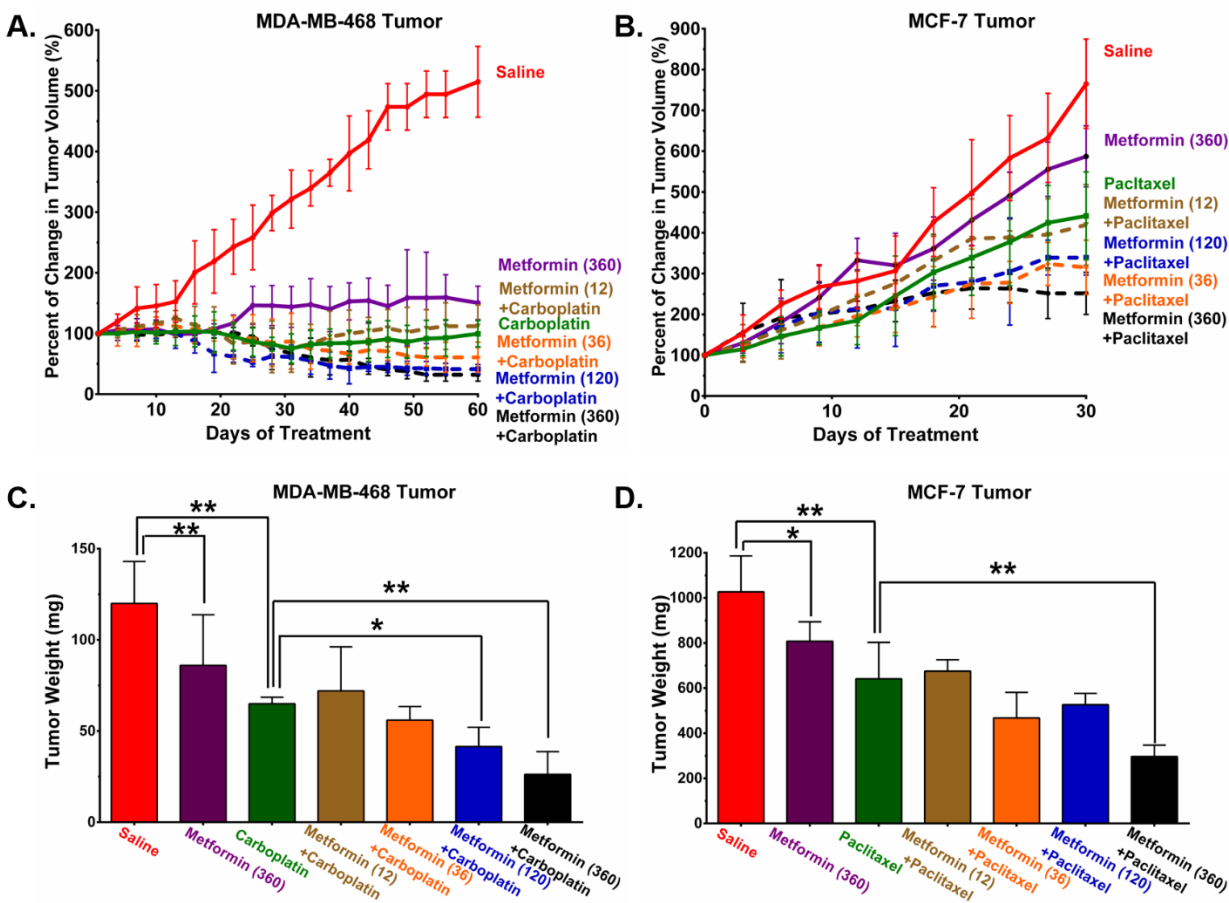 A.
MDA-MB-468 Tumor
Percent of Change in Tumor Volume (%)
600
500
400
300
200
100
0
10
20
30
40
50
60
Days of Treatment
Saline
Metformin (360)
Metformin (12)
+Carboplatin
Carboplatin
Metformin (36)
+Carboplatin
Metformin (120)
+Carboplatin
Metformin (360)
+Carboplatin
B.
MCF-7 Tumor
Percent of Change in Tumor Volume (%)
900
800
700
600
500
400
300
200
100
0
0
10
20
30
Days of Treatment
Saline
Metformin (360)
Pacltaxel
Metformin (12)
+Paclitaxel
Metformin (120)
+Paclitaxel
Metformin (36)
+Paclitaxel
Metformin (360)
+Paclitaxel
C.
MDA-MB-468 Tumor
Tumor Weight (mg)
150
100
50
0
**
**
**
*
Saline
Metformin (360)
Carboplatin
Metformin (12)
+Carboplatin
Metformin (36)
+Carboplatin
Metformin (120)
+Carboplatin
Metformin (360)
+Carboplatin
D.
MCF-7 Tumor
Tumor Weight (mg)
1200
1000
800
600
400
200
0
**
*
**
Saline
Metformin (360)
Paclitaxel
Metformin (12)
+Paclitaxel
Metformin (36)
+Paclitaxel
Metformin (120)
+Paclitaxel
Metformin (360)
+Paclitaxel